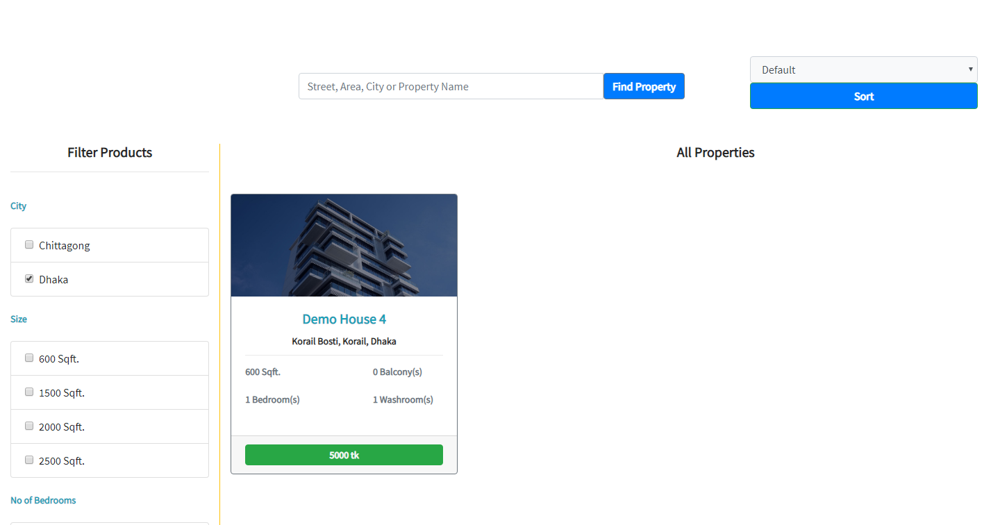 Street, Area, City or Property Name
Find Property
Default
Sort
Filter Products
All Properties
City
Chittagong
Dhaka
Size
600 Sqft.
1500 Sqft.
2000 Sqft.
2500 Sqft.
No of Bedrooms
Demo House 4
Korail Bosti, Korail, Dhaka
600 Sqft. 0 Balcony(s)
1 Bedroom(s) 1 Washroom(s)
5000 tk